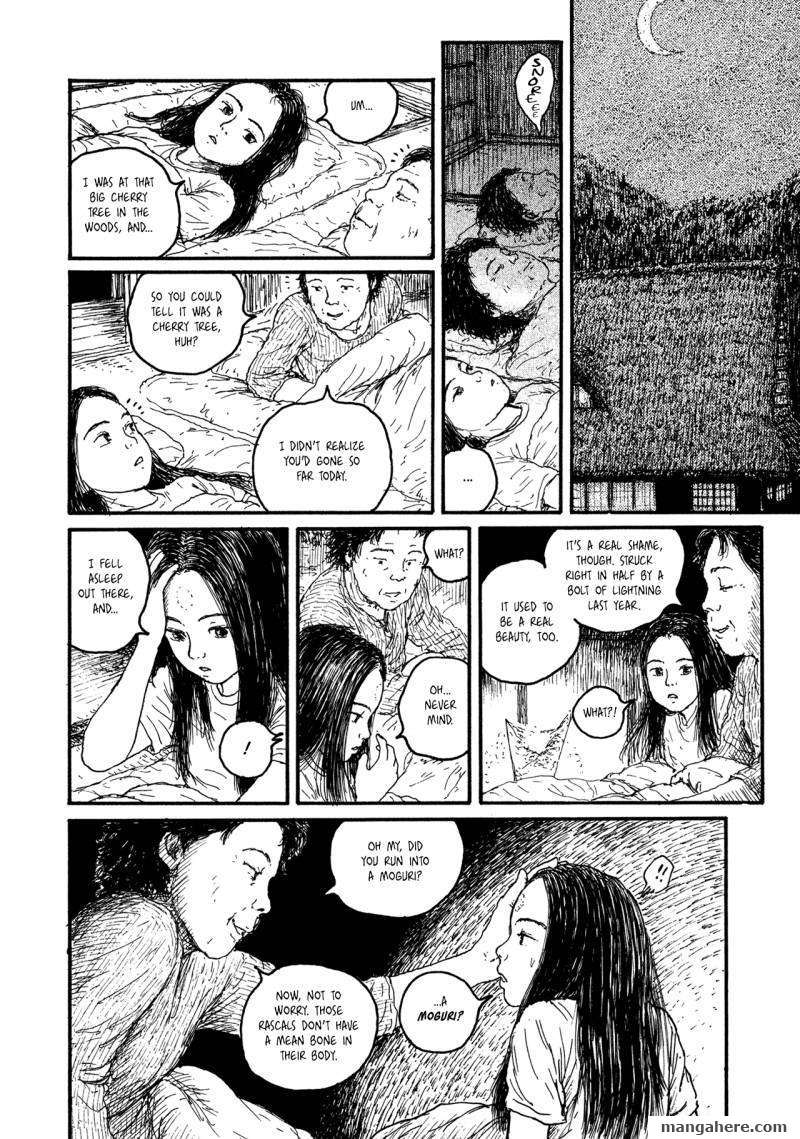 SNOREEE
...
UM...
I WAS AT THAT
BIG CHERRY
TREE IN THE
WOODS, AND...
SO YOU COULD
TELL IT WAS A
CHERRY TREE,
HUH?
I DIDN'T REALIZE
YOU'D GONE SO
FAR TODAY.
IT'S A REAL SHAME,
THOUGH. STRUCK
RIGHT IN HALF BY A
BOLT OF LIGHTNING
LAST YEAR.
IT USED TO
BE A REAL
BEAUTY, TOO.
WHAT?!
WHAT?
OH...
NEVER
MIND.
I FELL
ASLEEP
OUT THERE,
AND...
!
!!
OH MY, DID
YOU RUN INTO
A MOGURI?
...A
MOGURI?
NOW, NOT TO
WORRY. THOSE
RASCALS DON'T HAVE
A MEAN BONE IN
THEIR BODY.
mangahere.com